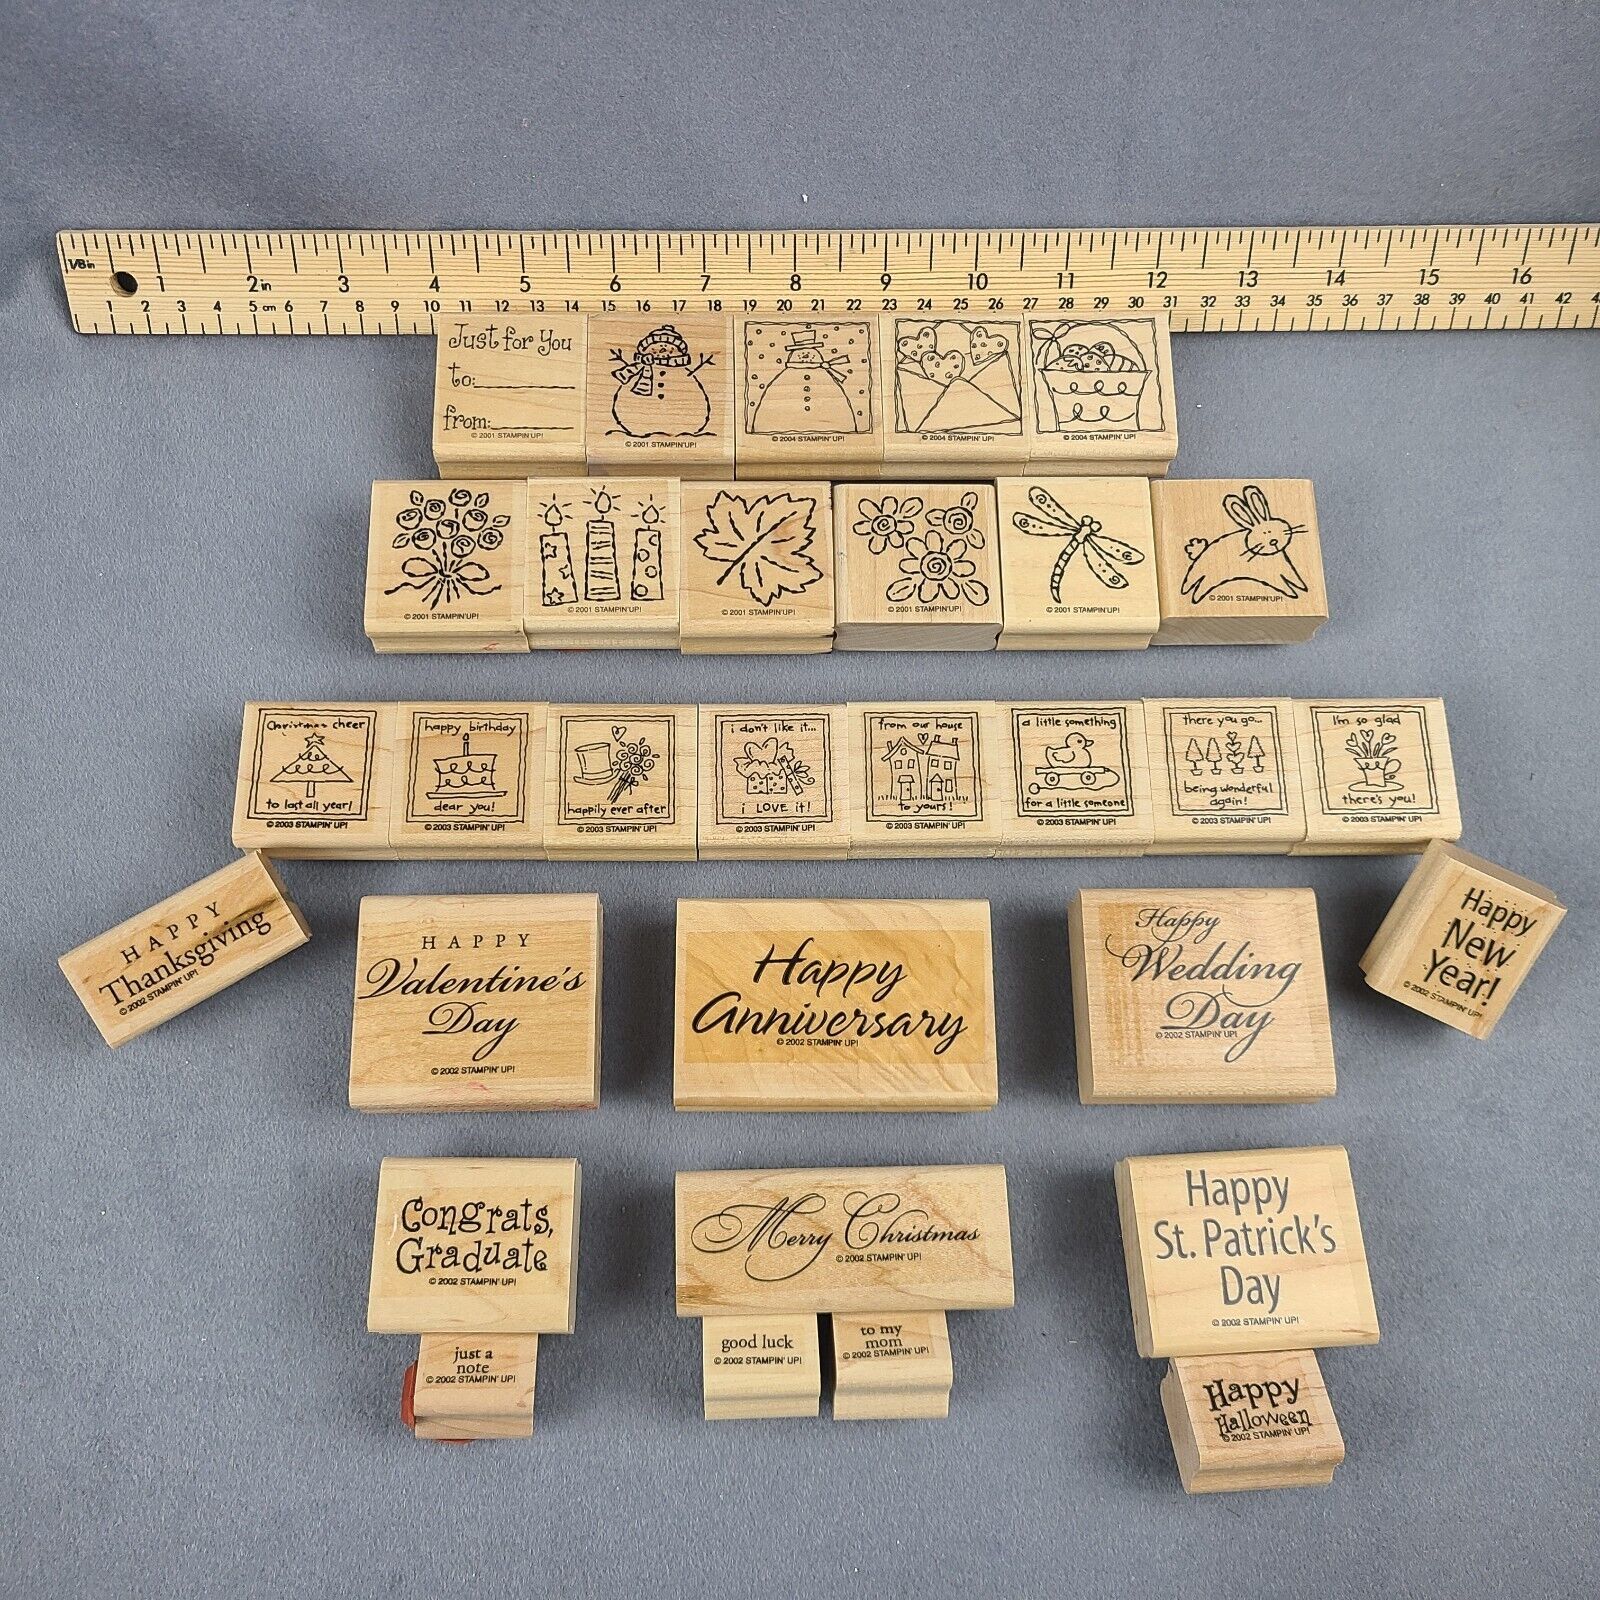 1/8 in
1 2 in 3 4 5 6 7 8 9 10 11 12 13 14 15 16
1 2 3 4 5 cm 6 7 8 9 10 11 12 13 14 15 16 17 18 19 20 21 22 23 24 25 26 27 28 29 30 31 32 33 34 35 36 37 38 39 40 41 42
Just for You
to:
from:
© 2001 STAMPIN'UP!
© 2001 STAMPIN'UP!
© 2004 STAMPIN' UP!
© 2004 STAMPIN' UP!
© 2004 STAMPIN' UP!
© 2001 STAMPIN'UP!
© 2001 STAMPIN'UP!
© 2001 STAMPIN'UP!
© 2001 STAMPIN'UP!
© 2001 STAMPIN'UP!
© 2001 STAMPIN'UP!
Christmas cheer
to last all year!
© 2003 STAMPIN' UP!
happy birthday
dear you!
© 2003 STAMPIN' UP!
happily ever after
© 2003 STAMPIN' UP!
i don't like it...
i LOVE it!
© 2003 STAMPIN' UP!
from our house
to yours!
© 2003 STAMPIN' UP!
a little something
for a little someone
© 2003 STAMPIN' UP!
there you go...
being wonderful
again!
© 2003 STAMPIN' UP!
I'm so glad
there's you!
© 2003 STAMPIN' UP!
HAPPY
Thanksgiving
© 2002 STAMPIN' UP!
HAPPY
Valentine's
Day
© 2002 STAMPIN' UP!
Happy
Anniversary
© 2002 STAMPIN' UP!
Happy
Wedding
Day
© 2002 STAMPIN' UP!
Happy
New
Year!
© 2002 STAMPIN' UP!
Congrats,
Graduate
© 2002 STAMPIN' UP!
Merry Christmas
© 2002 STAMPIN' UP!
Happy
St. Patrick's
Day
© 2002 STAMPIN' UP!
just a
note
© 2002 STAMPIN' UP!
good luck
© 2002 STAMPIN' UP!
to my
mom
© 2002 STAMPIN' UP!
Happy
Halloween
© 2002 STAMPIN' UP!